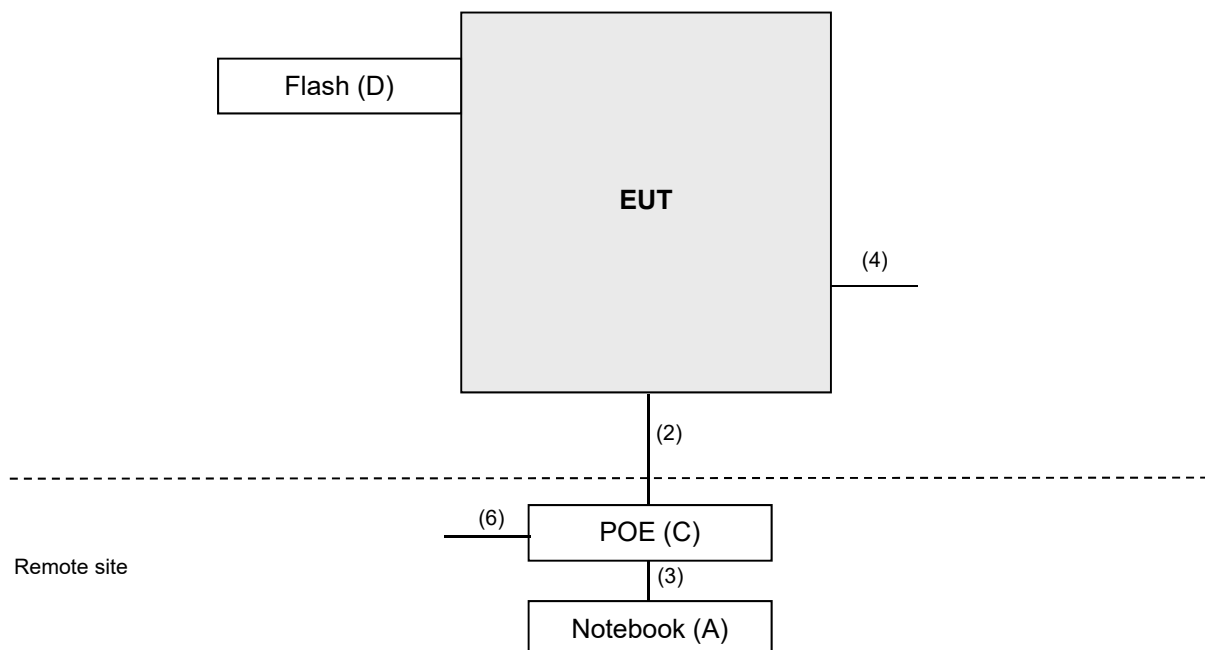 Flash (D)
EUT
(4)
(2)
(6)
POE (C)
Remote site
(3)
Notebook (A)